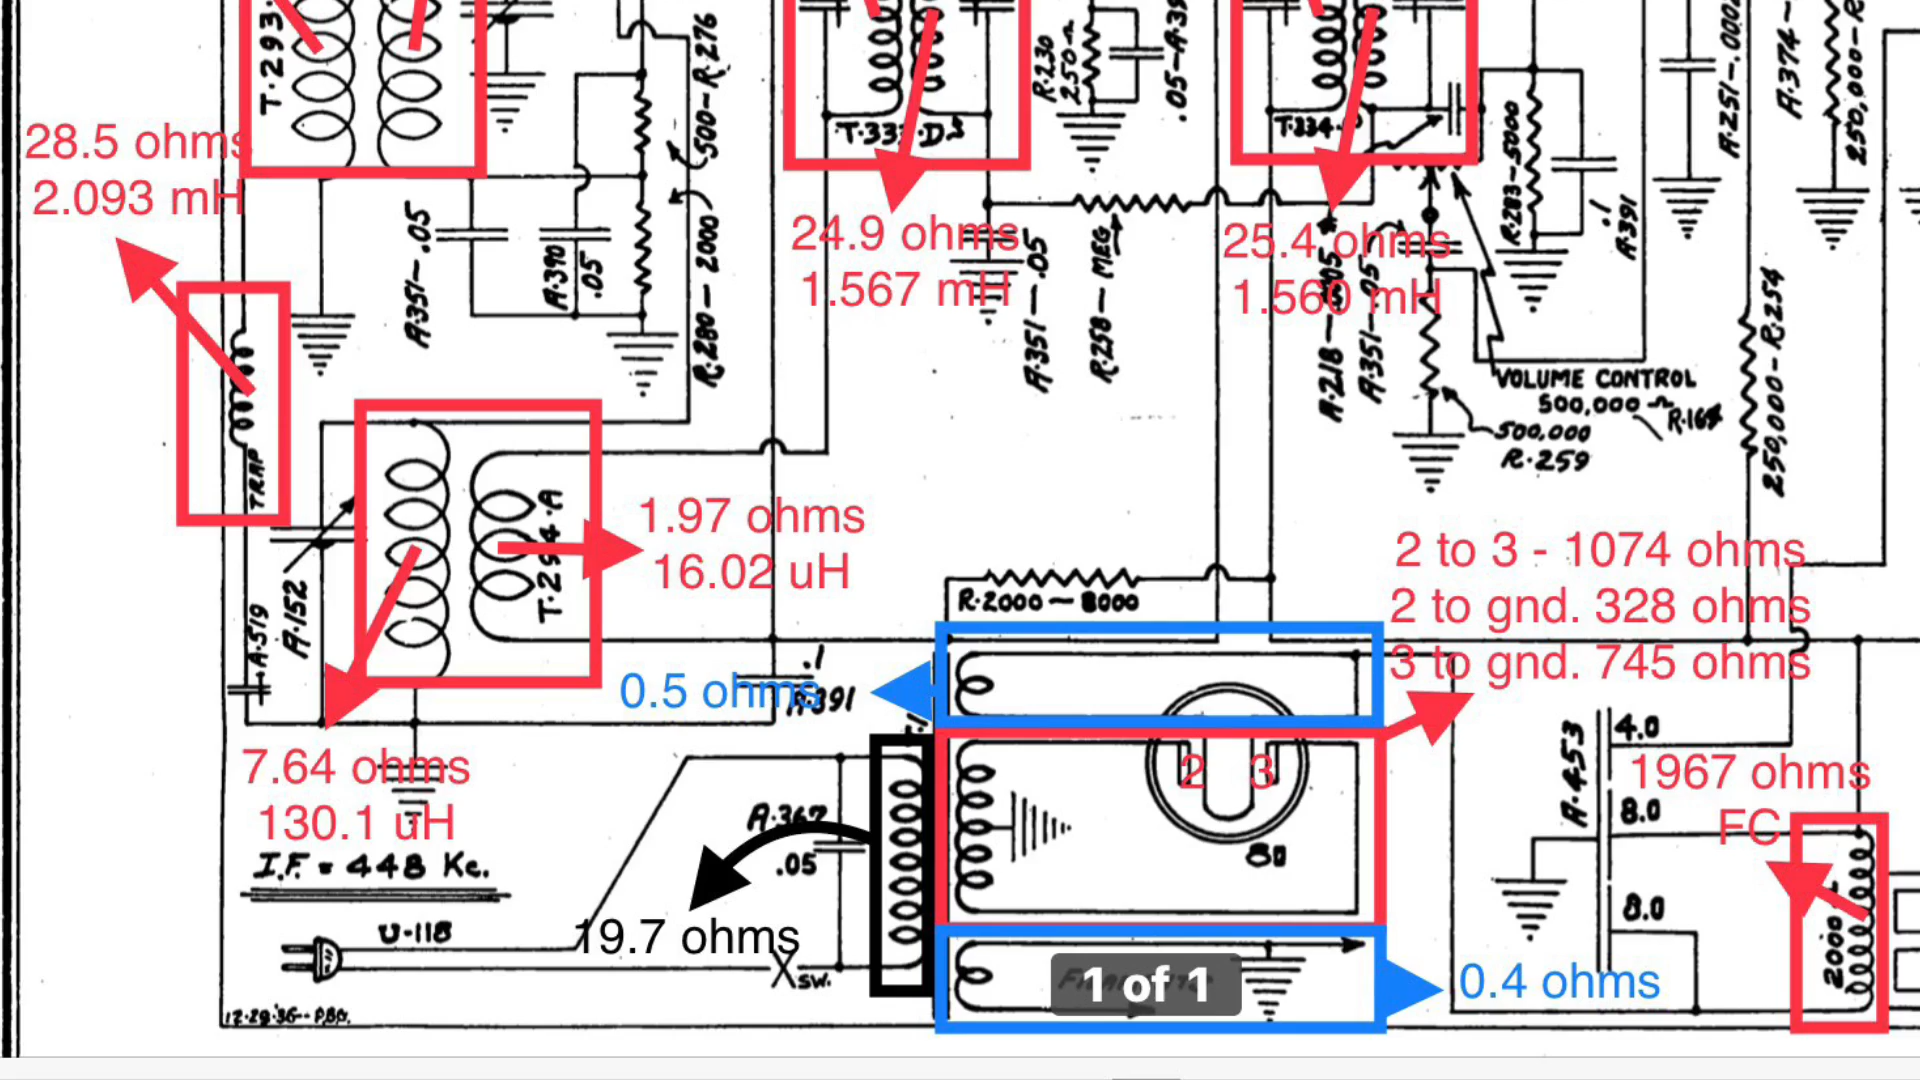 T.293
500-R.276
R.280-2000
R.230
250Ω
.05-A.39
T.333.D
T.334.
R.283-5000
.1
A.391
A.251-.000
A.374-
250,000-R
28.5 ohms
2.093 mH
A.351-.05
A.390
.05
24.9 ohms
1.567 mH
A.351-.05
R.258-MEG
25.4 ohms
1.560 mH
A.351-.05
VOLUME CONTROL
500,000
R.169
500,000
R.259
250,000-R.254
TRAP
T.294.A
1.97 ohms
16.02 uH
A.519
A.152
R.2000-8000
2 to 3 - 1074 ohms
2 to gnd. 328 ohms
3 to gnd. 745 ohms
.1
A.391
0.5 ohms
7.64 ohms
130.1 uH
A.367
.05
2 3
80
A.453
4.0
8.0
8.0
1967 ohms
FC
2000
I.F. = 448 Kc.
U-118
SW.
19.7 ohms
1 of 1
0.4 ohms
12-29-36--P.B.D.